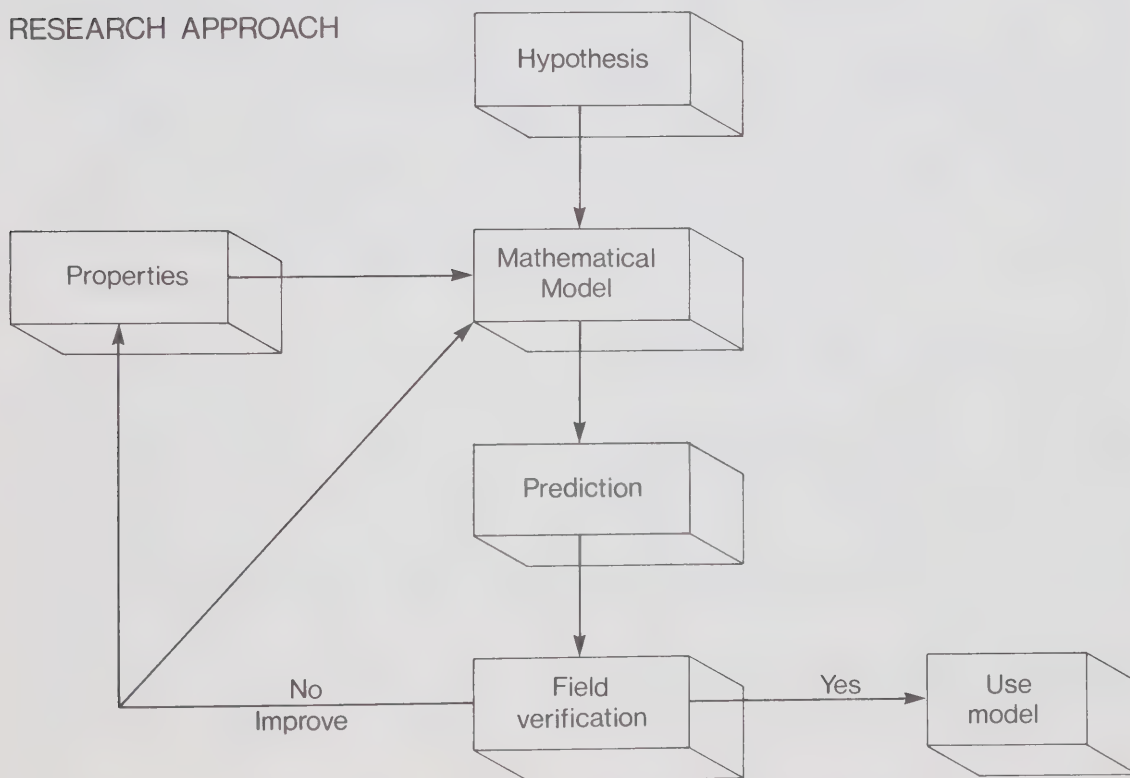 RESEARCH APPROACH
Hypothesis
Properties
Mathematical
Model
Prediction
No
Improve
Field
verification
Yes
Use
model